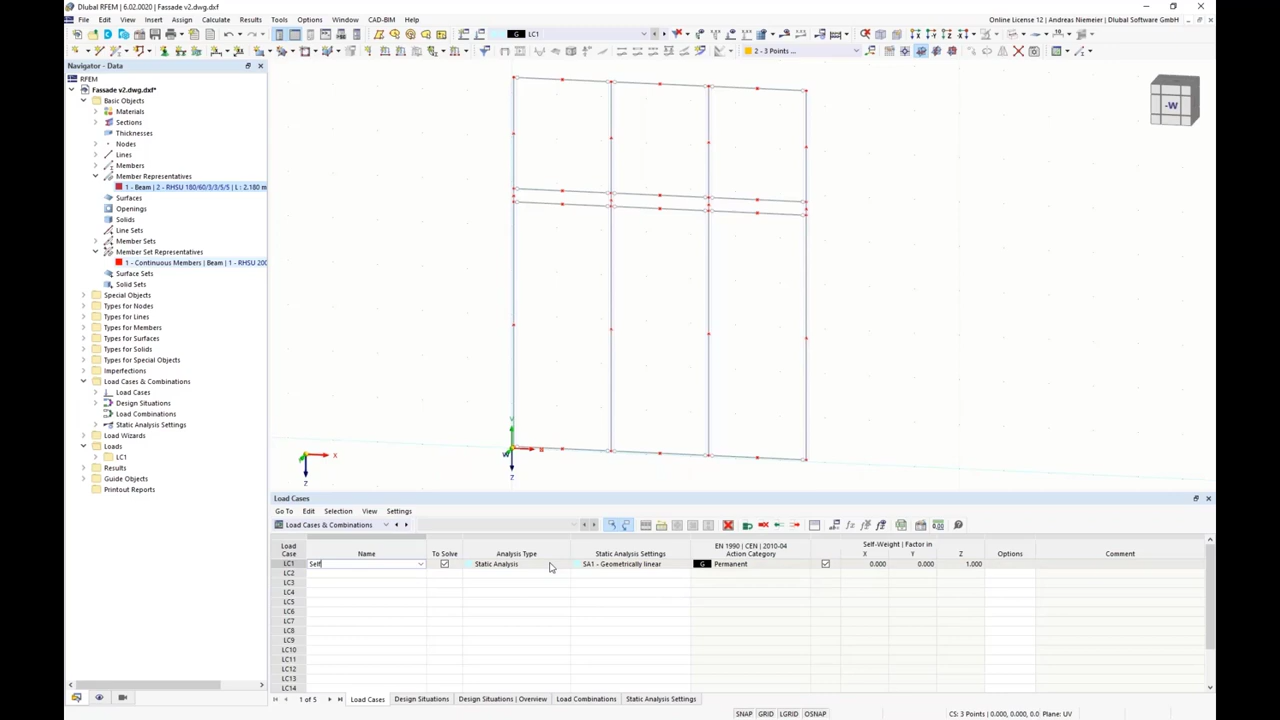 Dlubal RFEM | 6.02.0020 | Fassade v2.dwg.dxf*
File Edit View Insert Assign Calculate Results Tools Options Window CAD-BIM Help
Online License 12 | Andreas Niemeier | Dlubal Software GmbH
G LC1
2 - 3 Points ...
Navigator - Data
RFEM
Fassade v2.dwg.dxf*
Basic Objects
Materials
Sections
Thicknesses
Nodes
Lines
Members
Member Representatives
1 - Beam | 2 - RHSU 180/60/3/3/5/5 | L : 2.180 m
Surfaces
Openings
Solids
Line Sets
Member Sets
Member Set Representatives
1 - Continuous Members | Beam | 1 - RHSU 200
Surface Sets
Solid Sets
Special Objects
Types for Nodes
Types for Lines
Types for Members
Types for Surfaces
Types for Solids
Types for Special Objects
Imperfections
Load Cases & Combinations
Load Cases
Design Situations
Load Combinations
Static Analysis Settings
Load Wizards
Loads
LC1
Results
Guide Objects
Printout Reports
-W
X
Z
Z
Load Cases
Go To Edit Selection View Settings
Load Cases & Combinations
Load Case Name To Solve Analysis Type Static Analysis Settings EN 1990 | CEN | 2010-04 Action Category Self-Weight | Factor in X Y Z Options Comment
LC1 Self Static Analysis SA1 - Geometrically linear G Permanent 0.000 0.000 1.000
LC2
LC3
LC4
LC5
LC6
LC7
LC8
LC9
LC10
LC11
LC12
LC13
LC14
1 of 5 Load Cases Design Situations Design Situations | Overview Load Combinations Static Analysis Settings
SNAP GRID LGRID OSNAP CS: 3 Points | 0.000, 0.000, 0.0 Plane: UV